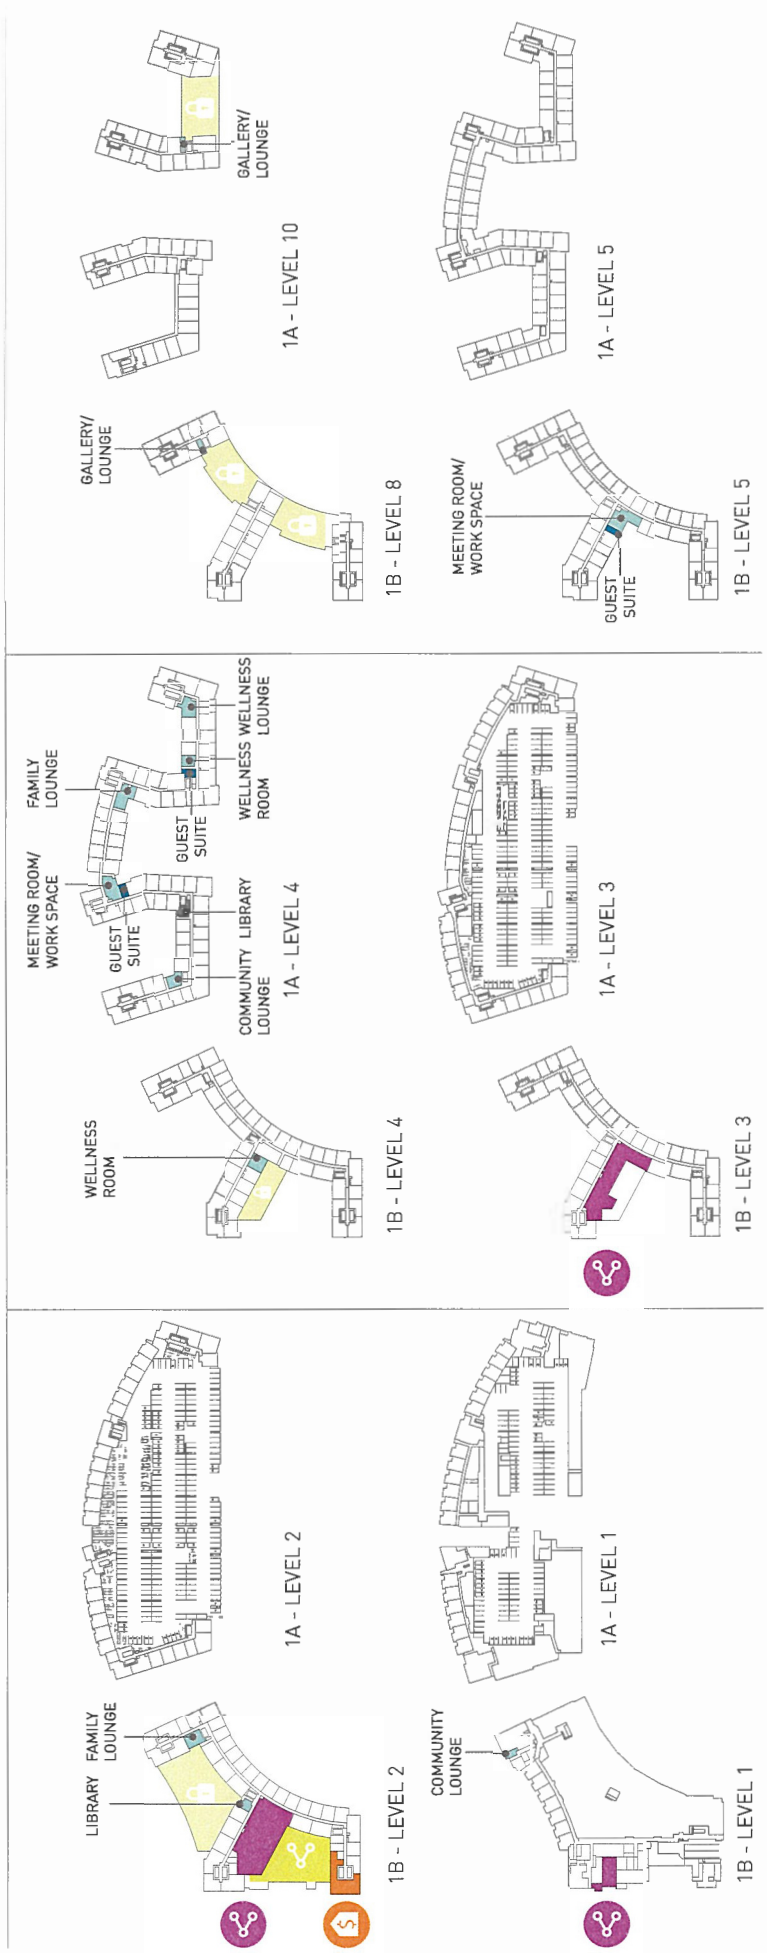 LIBRARY
FAMILY
LOUNGE
$
1B - LEVEL 2
1A - LEVEL 2
COMMUNITY
LOUNGE
1B - LEVEL 1
1A - LEVEL 1
WELLNESS
ROOM
1B - LEVEL 4
MEETING ROOM/
WORK SPACE
FAMILY
LOUNGE
GUEST
SUITE
GUEST
SUITE
COMMUNITY
LOUNGE
LIBRARY
WELLNESS
ROOM
WELLNESS
LOUNGE
1A - LEVEL 4
1B - LEVEL 3
1A - LEVEL 3
GALLERY/
LOUNGE
1B - LEVEL 8
GALLERY/
LOUNGE
1A - LEVEL 10
MEETING ROOM/
WORK SPACE
GUEST
SUITE
1B - LEVEL 5
1A - LEVEL 5